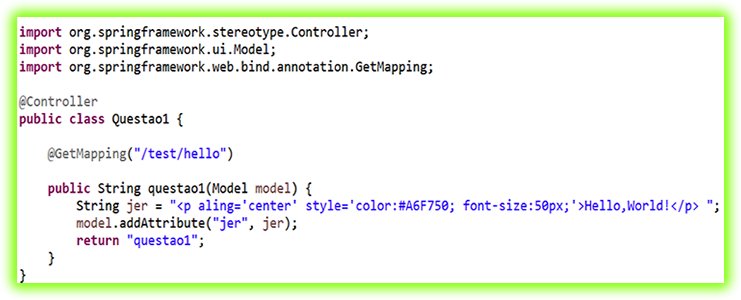 import org.springframework.stereotype.Controller;
import org.springframework.ui.Model;
import org.springframework.web.bind.annotation.GetMapping;
@Controller
public class Questao1 {
@GetMapping("/test/hello")
public String questao1(Model model) {
String jer = "<p aling='center' style='color:#A6F750; font-size:50px;'>Hello,World!</p> ";
model.addAttribute("jer", jer);
return "questao1";
}
}